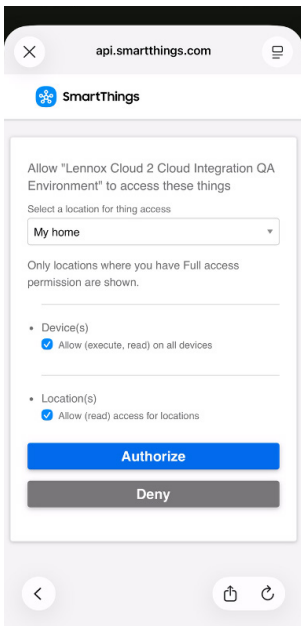 api.smartthings.com
SmartThings
Allow "Lennox Cloud 2 Cloud Integration QA
Environment" to access these things
Select a location for thing access
My home
Only locations where you have Full access
permission are shown.
• Device(s)
Allow (execute, read) on all devices
• Location(s)
Allow (read) access for locations
Authorize
Deny